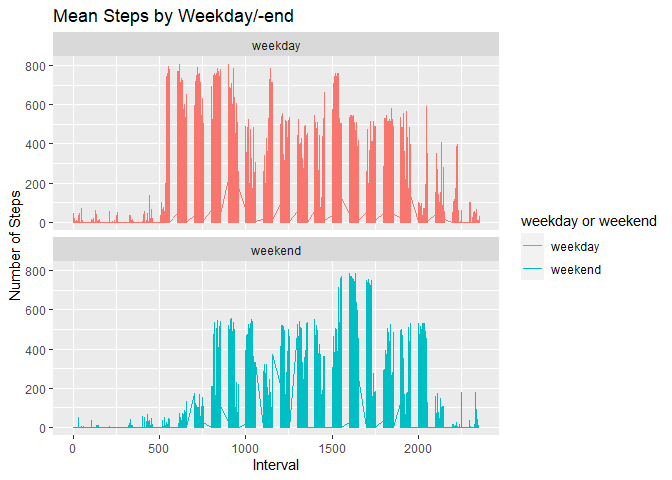 Mean Steps by Weekday/-end
weekday
800
600
400
200
0
weekend
800
600
400
200
0
0 500 1000 1500 2000
Interval
Number of Steps
weekday or weekend
weekday
weekend